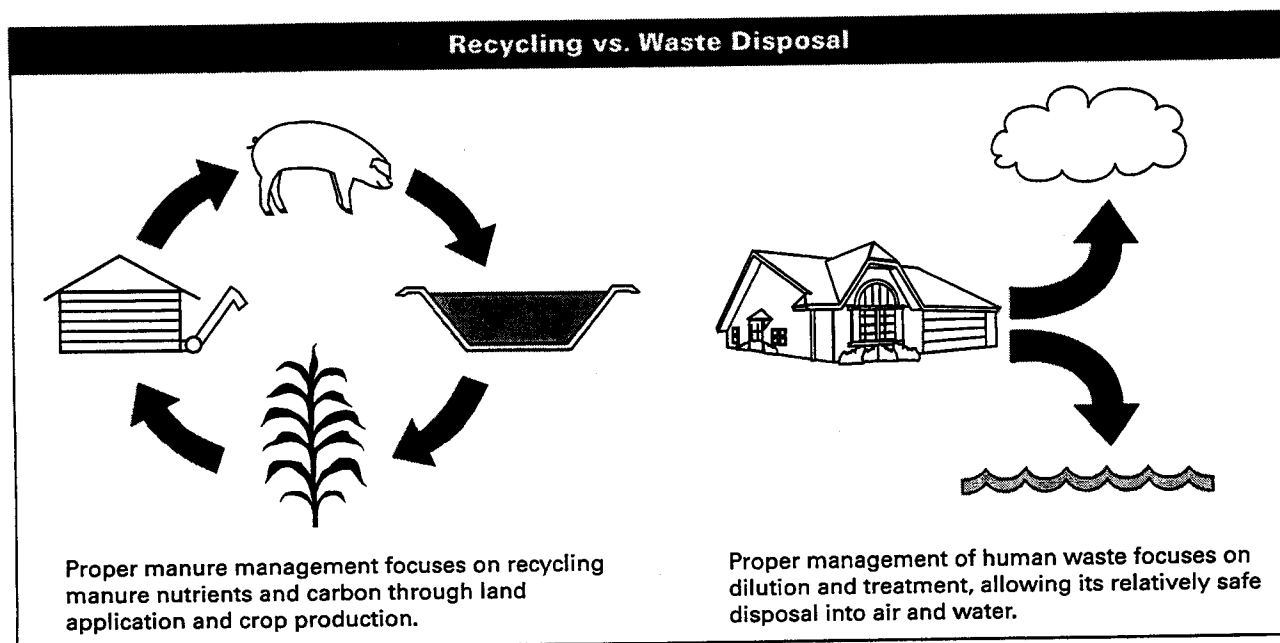 Recycling vs. Waste Disposal
Proper manure management focuses on recycling
manure nutrients and carbon through land
application and crop production.
Proper management of human waste focuses on
dilution and treatment, allowing its relatively safe
disposal into air and water.